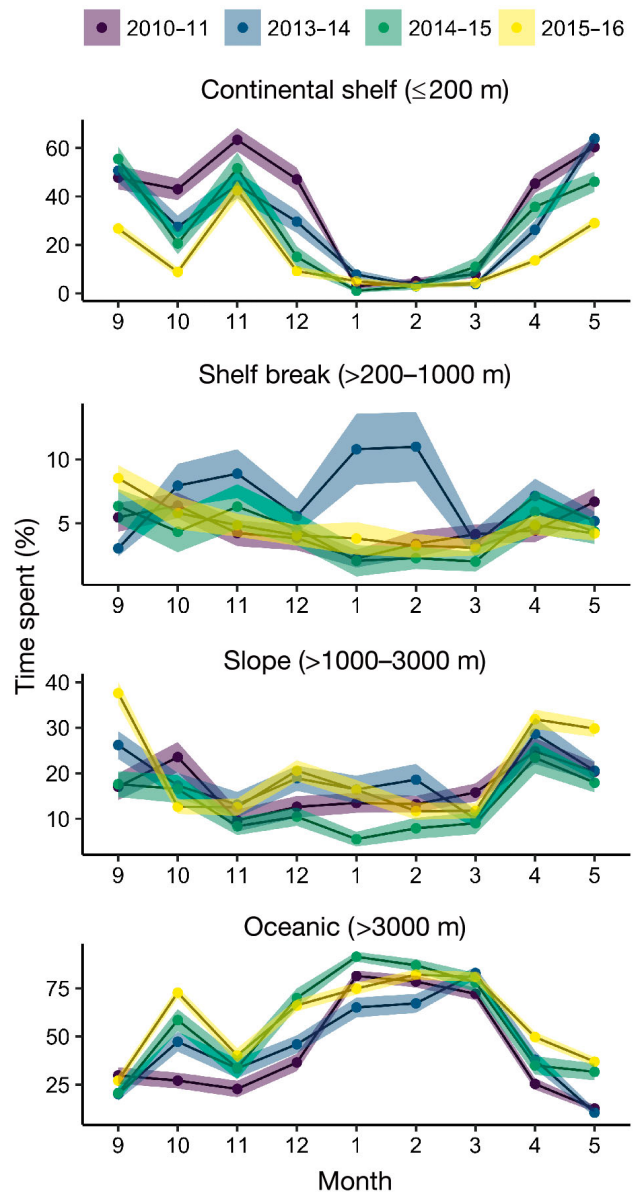 2010–11 2013–14 2014–15 2015–16
Continental shelf (≤200 m)
60
40
20
0
9 10 11 12 1 2 3 4 5
Shelf break (>200–1000 m)
10
5
9 10 11 12 1 2 3 4 5
Time spent (%)
Slope (>1000–3000 m)
40
30
20
10
9 10 11 12 1 2 3 4 5
Oceanic (>3000 m)
75
50
25
9 10 11 12 1 2 3 4 5
Month